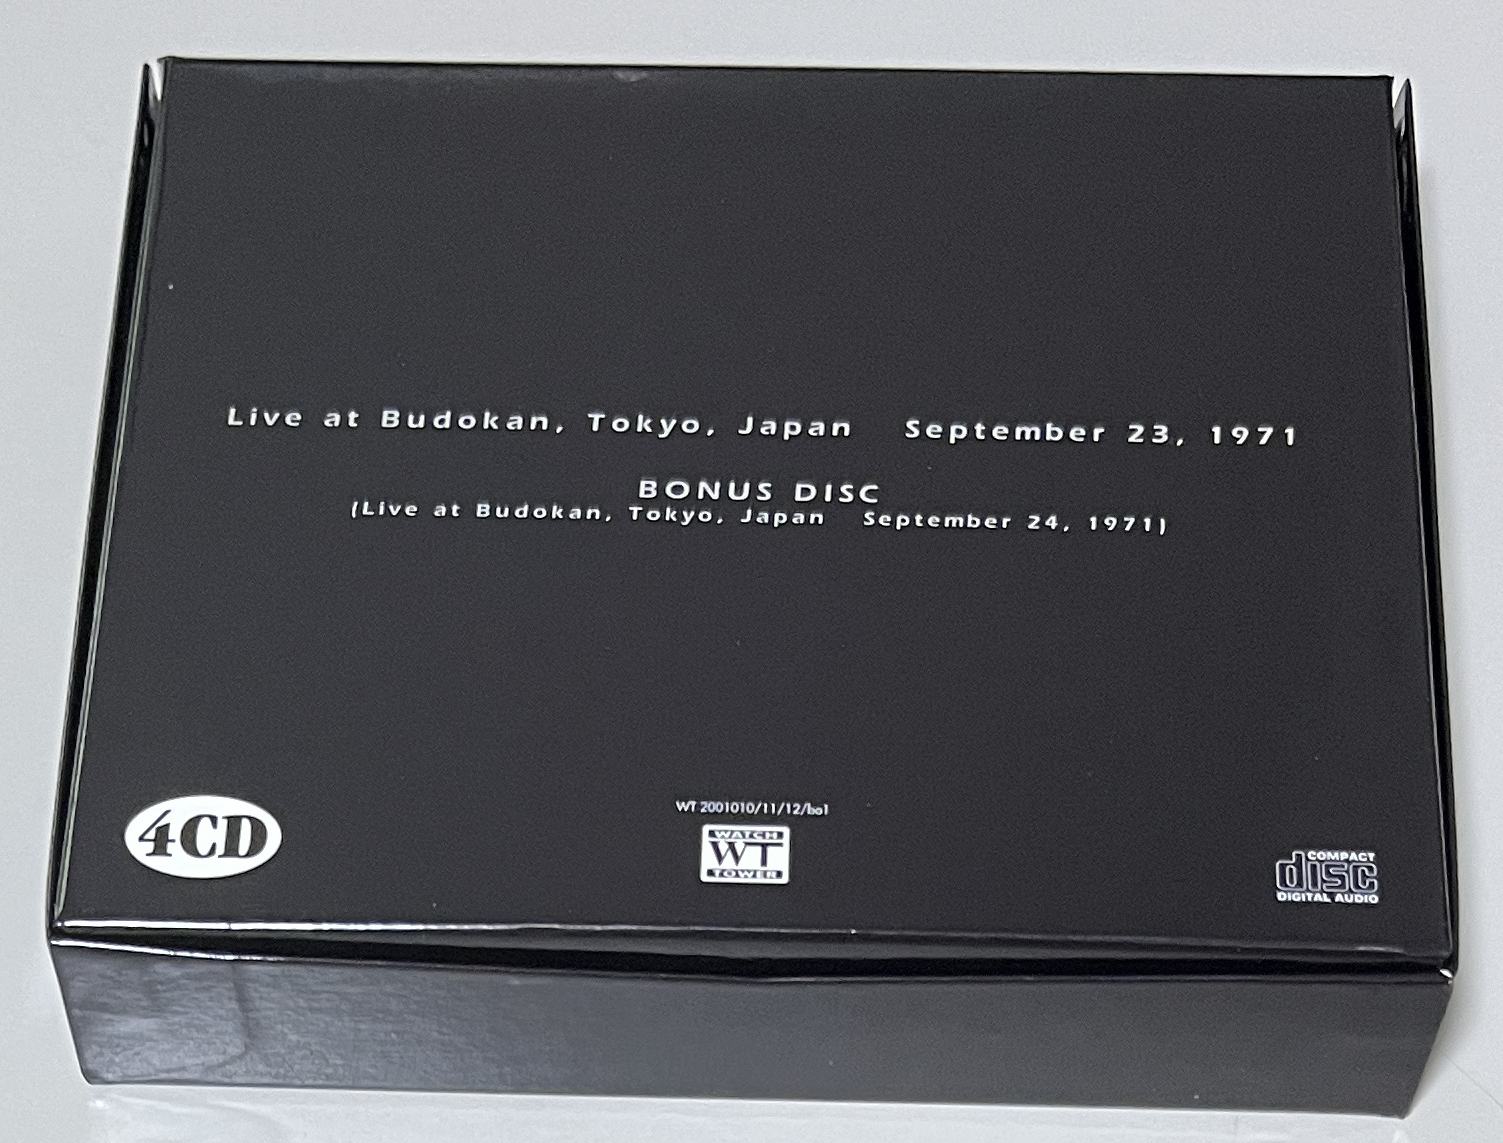 Live at Budokan, Tokyo, Japan September 23, 1971
BONUS DISC
(Live at Budokan, Tokyo, Japan September 24, 1971)
4CD
WT 2001010/11/12/bo1
WATCH
WT
TOWER
COMPACT
disc
DIGITAL AUDIO